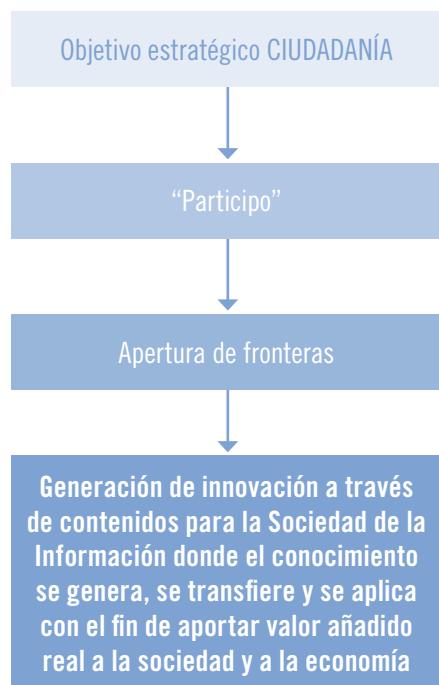 Objetivo estratégico CIUDADANÍA
“Participo”
Apertura de fronteras
Generación de innovación a través
de contenidos para la Sociedad de la
Información donde el conocimiento
se genera, se transfiere y se aplica
con el fin de aportar valor añadido
real a la sociedad y a la economía